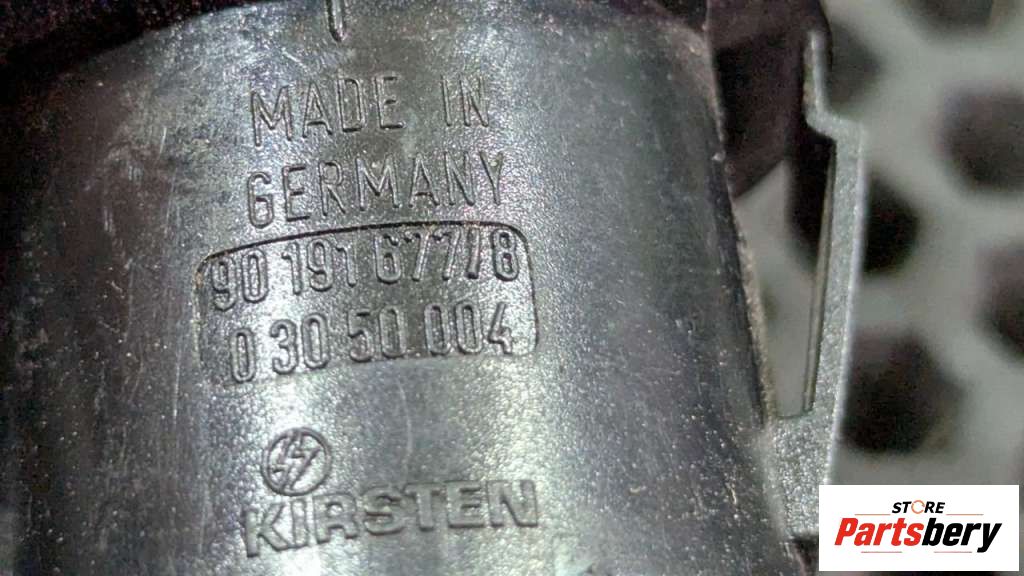 MADE IN
GERMANY
90 191 677/8
0 30 50 004
KIRSTEN
STORE
Partsbery